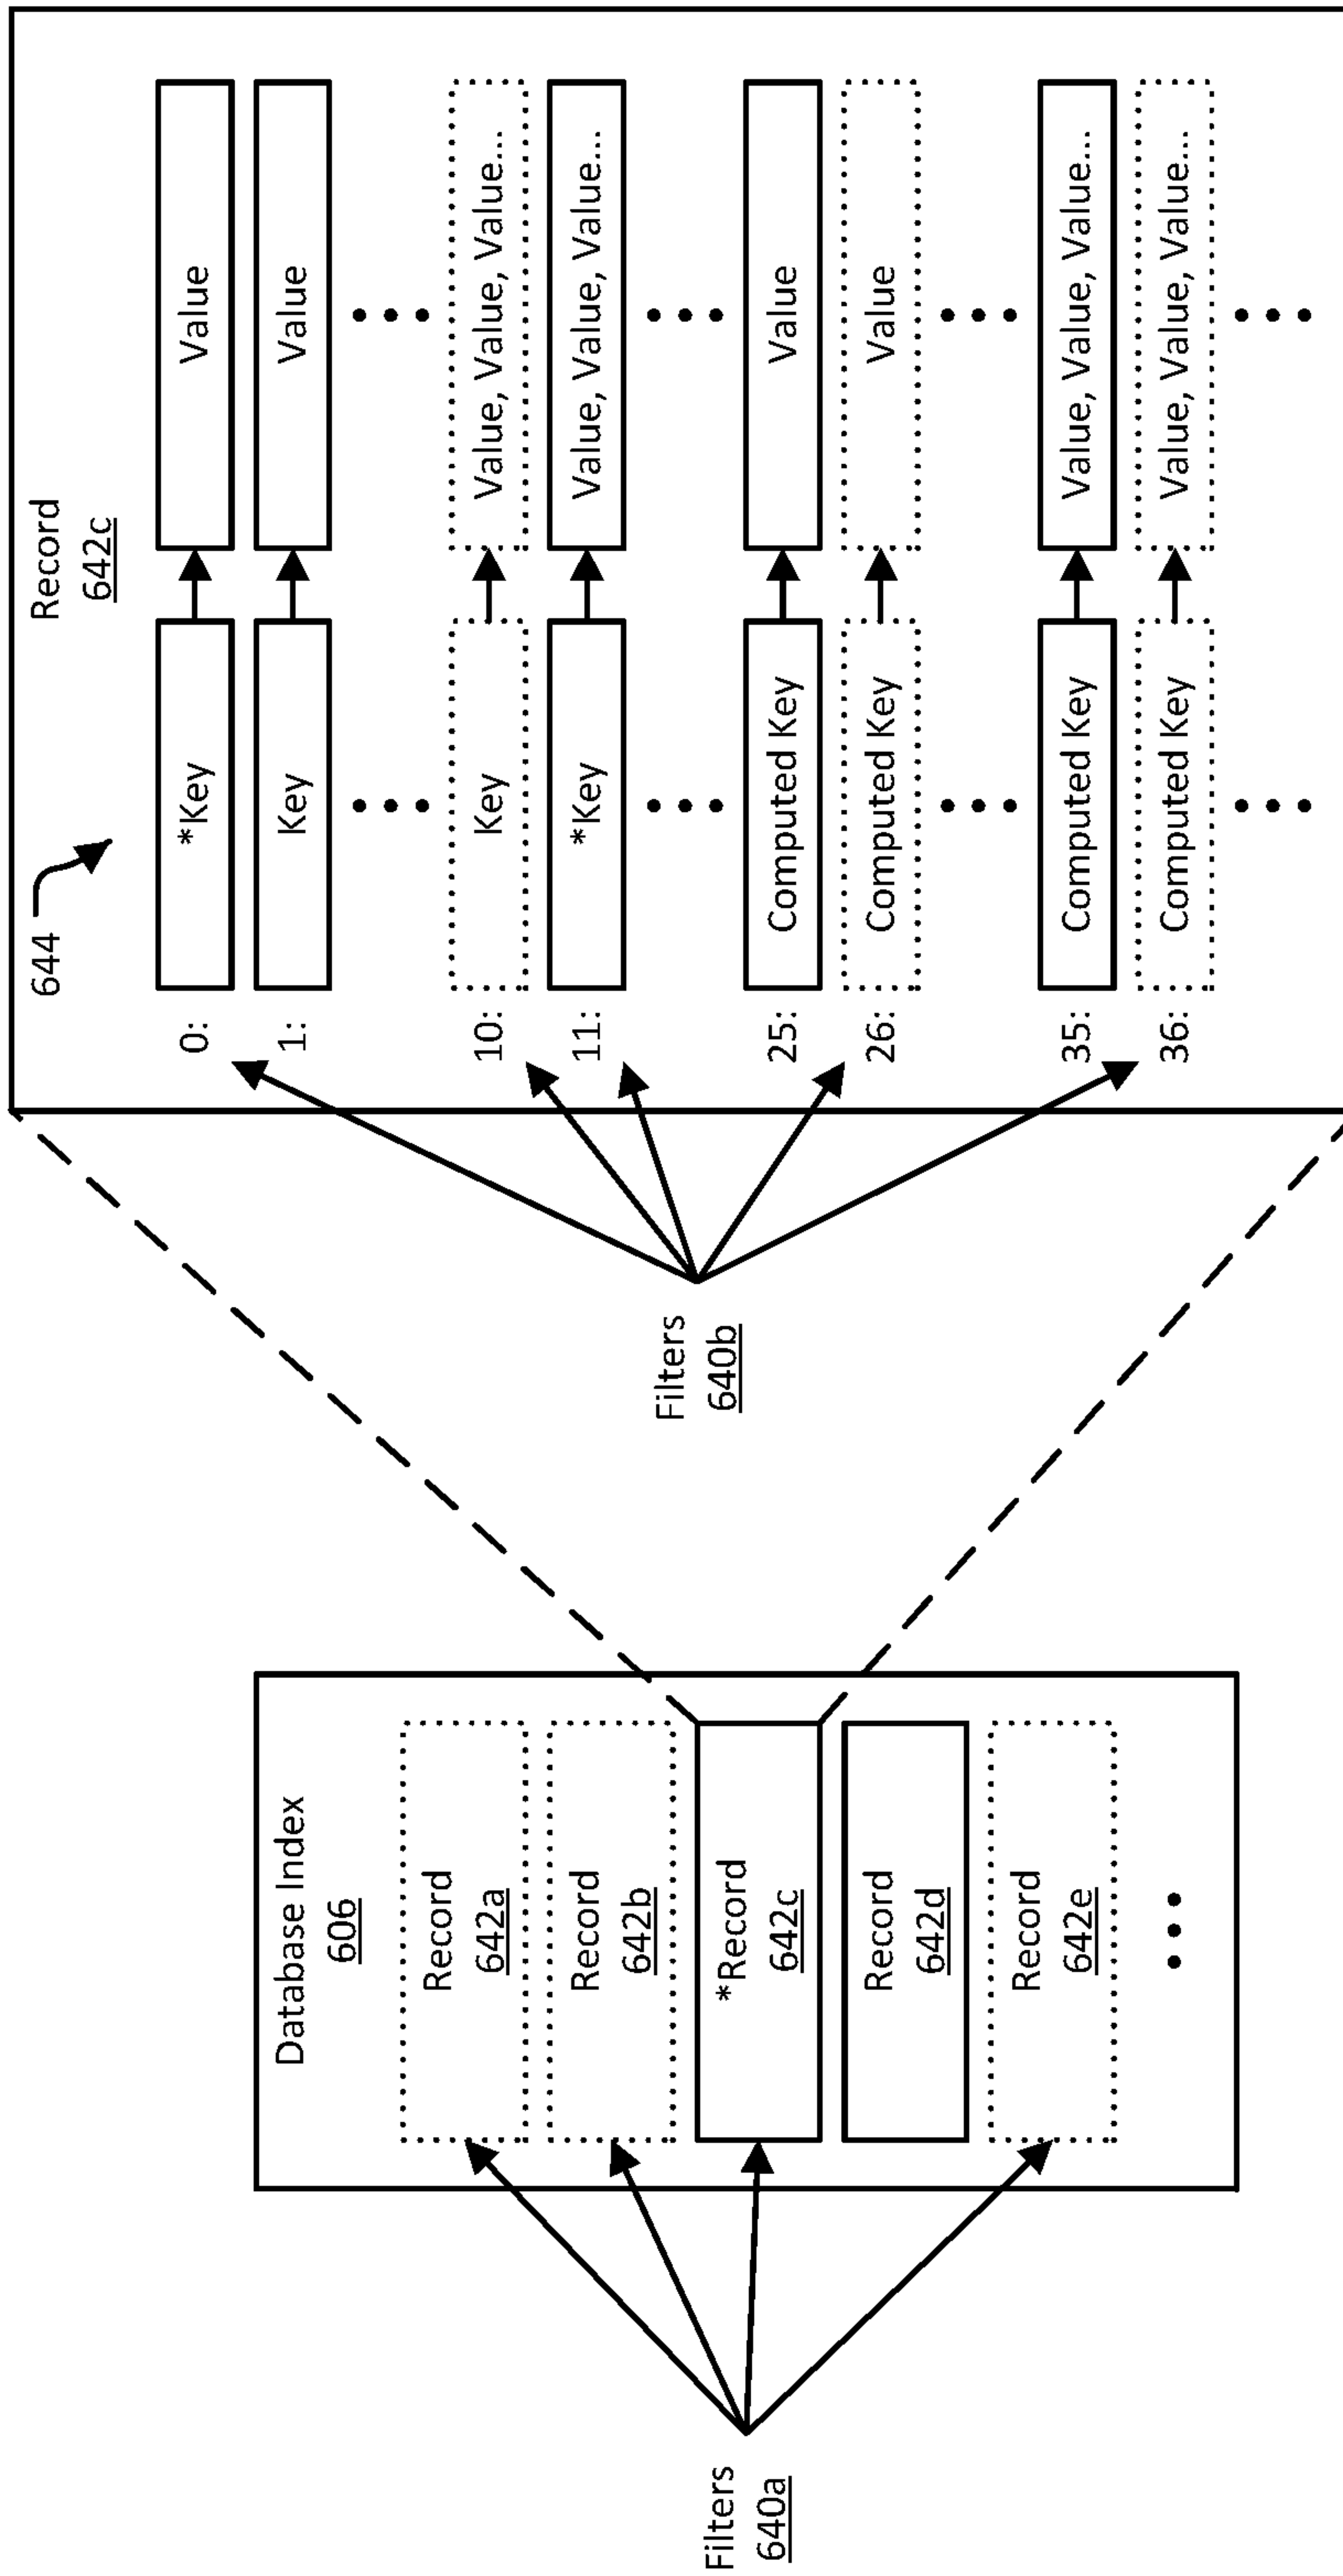 Filters
640a
Database Index
606
Record
642a
Record
642b
*Record
642c
Record
642d
Record
642e
•••
Filters
640b
Record
642c
644
0: *Key Value
1: Key Value
••• •••
10: Key Value, Value, Value...
11: *Key Value, Value, Value...
••• •••
25: Computed Key Value
26: Computed Key Value
••• •••
35: Computed Key Value, Value, Value...
36: Computed Key Value, Value, Value...
••• •••